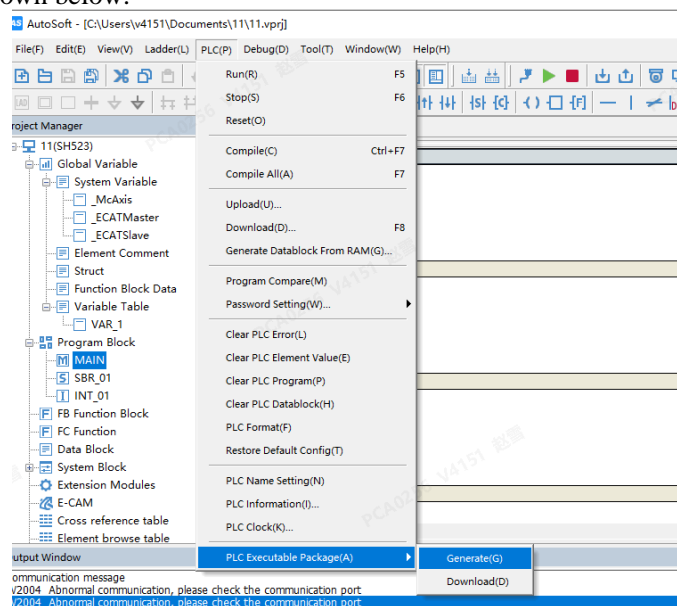 own below:
AutoSoft - [C:\Users\v4151\Documents\11\11.vprj]
File(F) Edit(E) View(V) Ladder(L) PLC(P) Debug(D) Tool(T) Window(W) Help(H)
roject Manager
11(SH523)
Global Variable
System Variable
_McAxis
_ECATMaster
_ECATSlave
Element Comment
Struct
Function Block Data
Variable Table
VAR_1
Program Block
MAIN
SBR_01
INT_01
FB Function Block
FC Function
Data Block
System Block
Extension Modules
E-CAM
Cross reference table
Element browse table
Run(R) F5
Stop(S) F6
Reset(O)
Compile(C) Ctrl+F7
Compile All(A) F7
Upload(U)...
Download(D)... F8
Generate Datablock From RAM(G)...
Program Compare(M)
Password Setting(W)...
Clear PLC Error(L)
Clear PLC Element Value(E)
Clear PLC Program(P)
Clear PLC Datablock(H)
PLC Format(F)
Restore Default Config(T)
PLC Name Setting(N)
PLC Information(I)...
PLC Clock(K)...
PLC Executable Package(A)
Generate(G)
Download(D)
utput Window
ommunication message
V2004 Abnormal communication, please check the communication port
V2004 Abnormal communication, please check the communication port